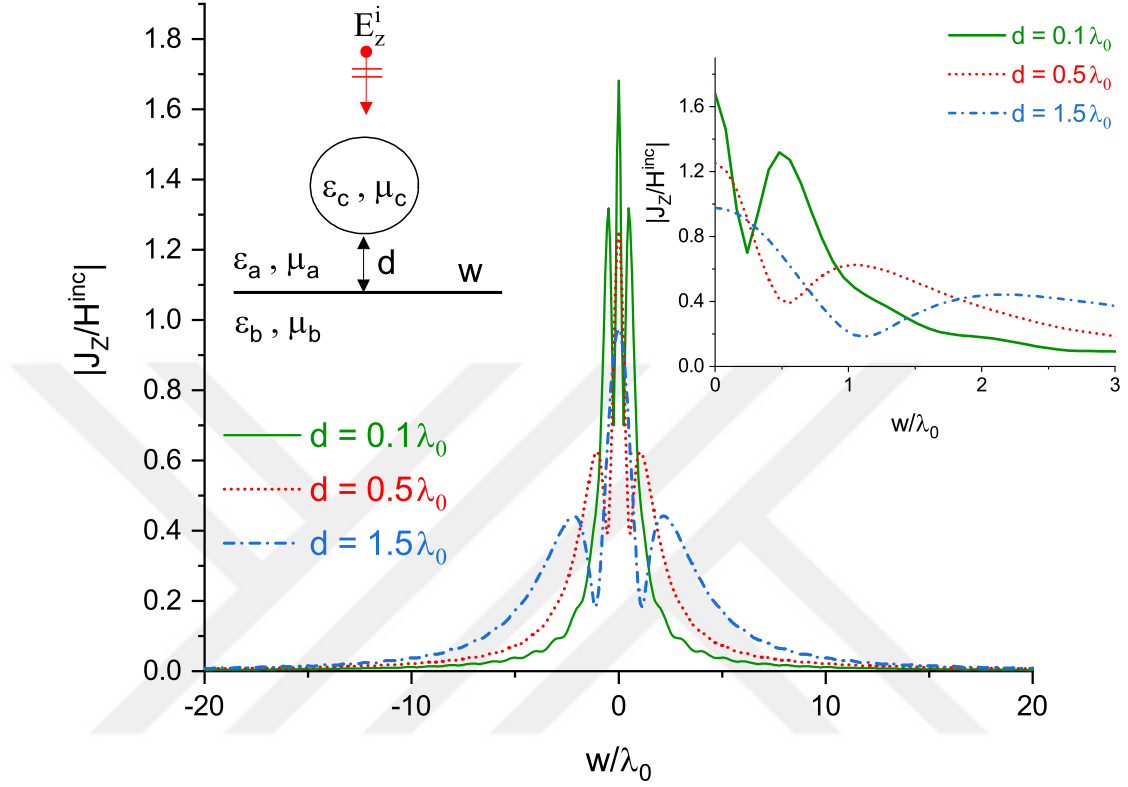 E_z^i
ε_c , μ_c
d
ε_a , μ_a
w
ε_b , μ_b
|J_Z/H^inc|
1.8
1.6
1.4
1.2
1.0
0.8
0.6
0.4
0.2
0.0
d = 0.1λ_0
d = 0.5λ_0
d = 1.5λ_0
-20
-10
0
10
20
w/λ_0
d = 0.1λ_0
d = 0.5λ_0
d = 1.5λ_0
|J_Z/H^inc|
1.6
1.2
0.8
0.4
0.0
0
1
2
3
w/λ_0